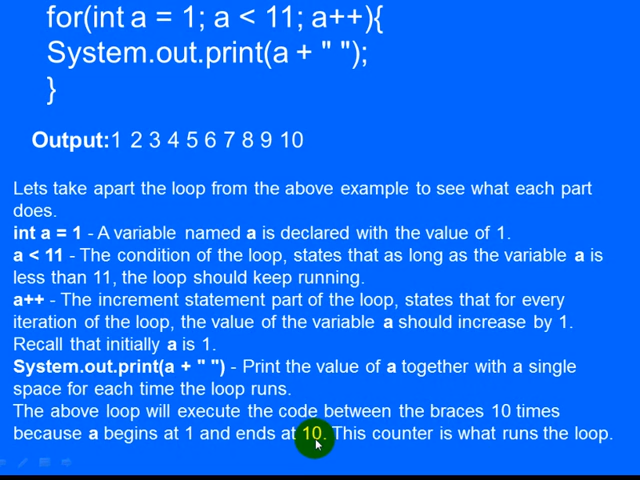 for(int a = 1; a < 11; a++){
System.out.print(a + " ");
}
Output:1 2 3 4 5 6 7 8 9 10
Lets take apart the loop from the above example to see what each part
does.
int a = 1 - A variable named a is declared with the value of 1.
a < 11 - The condition of the loop, states that as long as the variable a is
less than 11, the loop should keep running.
a++ - The increment statement part of the loop, states that for every
iteration of the loop, the value of the variable a should increase by 1.
Recall that initially a is 1.
System.out.print(a + " ") - Print the value of a together with a single
space for each time the loop runs.
The above loop will execute the code between the braces 10 times
because a begins at 1 and ends at 10. This counter is what runs the loop.